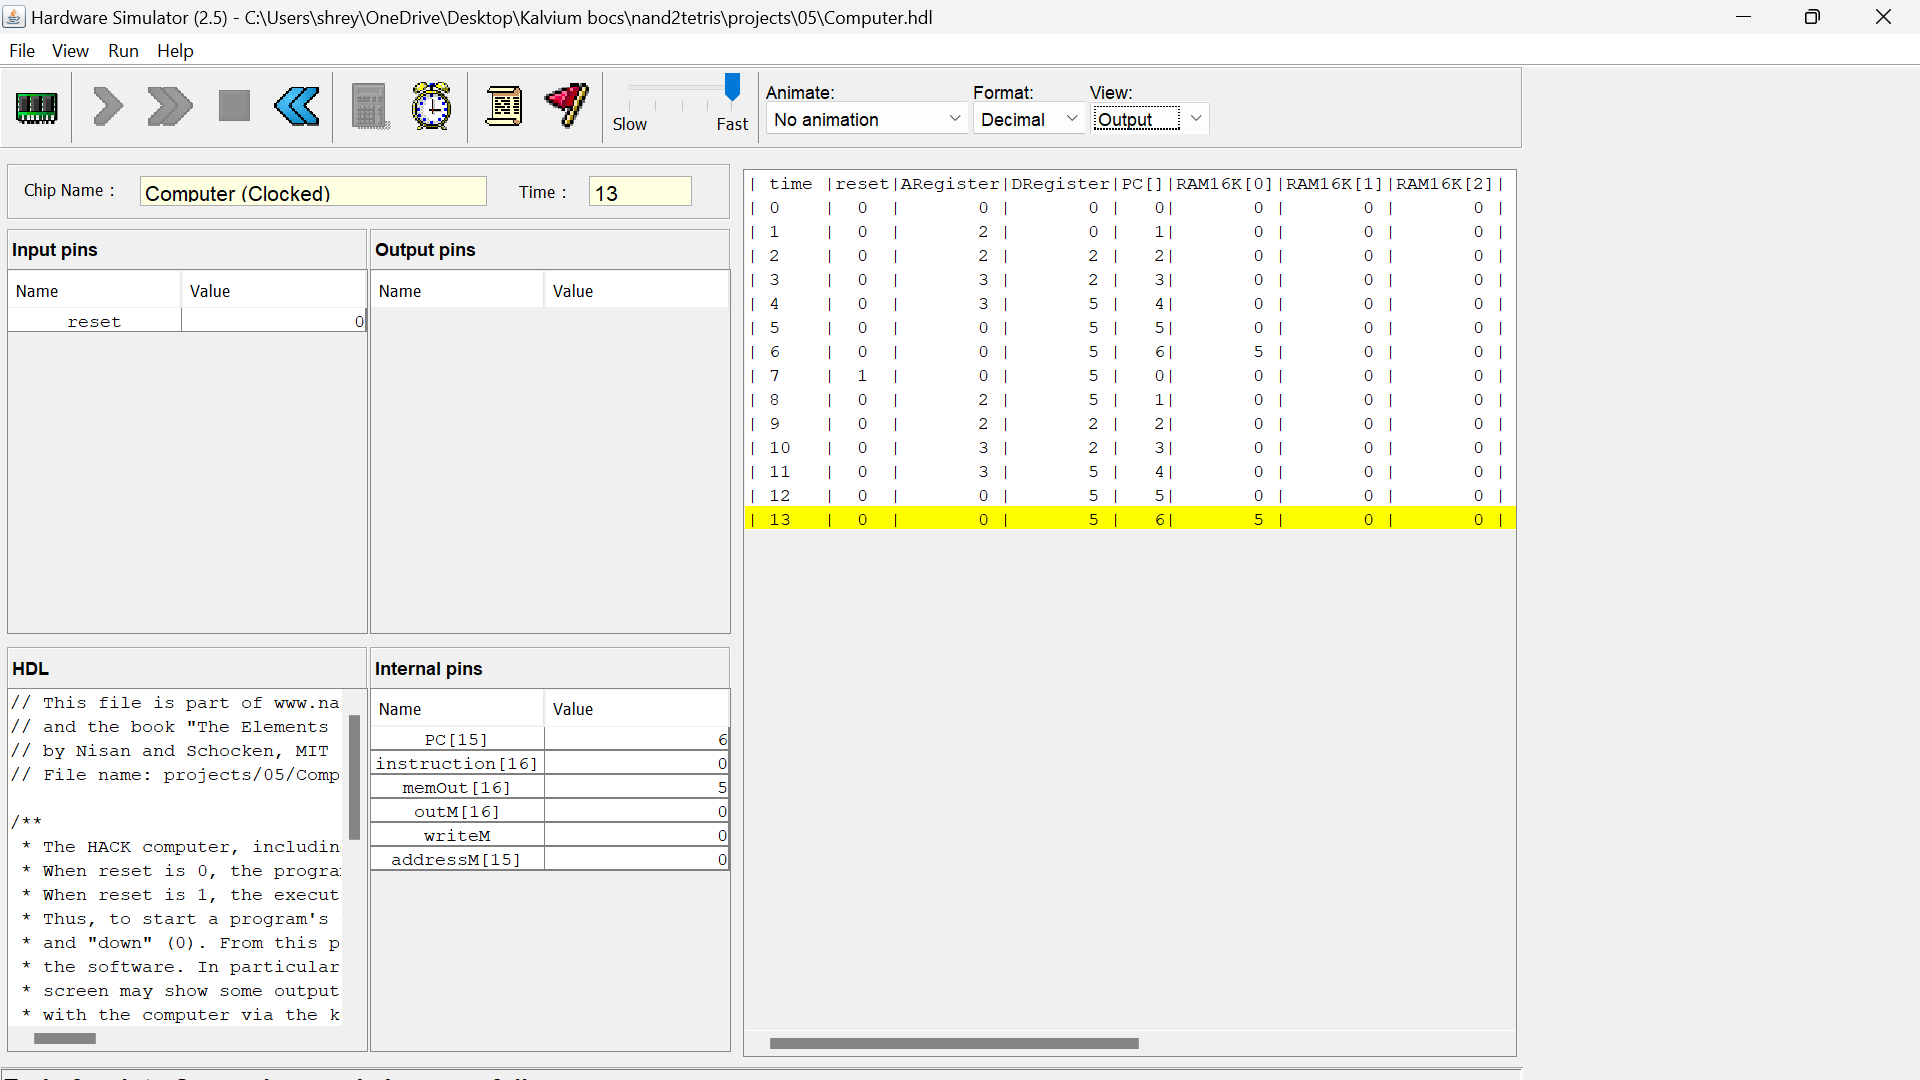 Hardware Simulator (2.5) - C:\Users\shrey\OneDrive\Desktop\Kalvium bocs\nand2tetris\projects\05\Computer.hdl
File View Run Help
Slow Fast
Animate: Format: View:
No animation Decimal Output
Chip Name : Computer (Clocked) Time : 13
Input pins
Name Value
reset 0
Output pins
Name Value
HDL
// This file is part of www.na
// and the book "The Elements
// by Nisan and Schocken, MIT
// File name: projects/05/Comp
/**
* The HACK computer, includin
* When reset is 0, the progra
* When reset is 1, the execut
* Thus, to start a program's
* and "down" (0). From this p
* the software. In particular
* screen may show some output
* with the computer via the k
Internal pins
Name Value
PC[15] 6
instruction[16] 0
memOut[16] 5
outM[16] 0
writeM 0
addressM[15] 0
| time |reset|ARegister|DRegister|PC[]|RAM16K[0]|RAM16K[1]|RAM16K[2]|
| 0 | 0 | 0 | 0 | 0| 0 | 0 | 0 |
| 1 | 0 | 2 | 0 | 1| 0 | 0 | 0 |
| 2 | 0 | 2 | 2 | 2| 0 | 0 | 0 |
| 3 | 0 | 3 | 2 | 3| 0 | 0 | 0 |
| 4 | 0 | 3 | 5 | 4| 0 | 0 | 0 |
| 5 | 0 | 0 | 5 | 5| 0 | 0 | 0 |
| 6 | 0 | 0 | 5 | 6| 5 | 0 | 0 |
| 7 | 1 | 0 | 5 | 0| 0 | 0 | 0 |
| 8 | 0 | 2 | 5 | 1| 0 | 0 | 0 |
| 9 | 0 | 2 | 2 | 2| 0 | 0 | 0 |
| 10 | 0 | 3 | 2 | 3| 0 | 0 | 0 |
| 11 | 0 | 3 | 5 | 4| 0 | 0 | 0 |
| 12 | 0 | 0 | 5 | 5| 0 | 0 | 0 |
| 13 | 0 | 0 | 5 | 6| 5 | 0 | 0 |